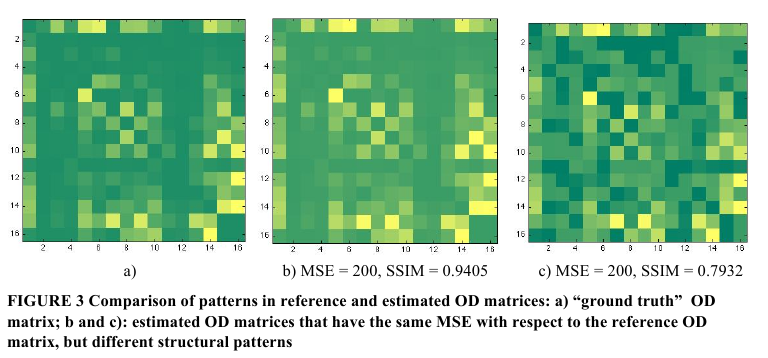 2
4
6
8
10
12
14
16
2 4 6 8 10 12 14 16
a)
2
4
6
8
10
12
14
16
2 4 6 8 10 12 14 16
b) MSE = 200, SSIM = 0.9405
2
4
6
8
10
12
14
16
2 4 6 8 10 12 14 16
c) MSE = 200, SSIM = 0.7932
FIGURE 3 Comparison of patterns in reference and estimated OD matrices: a) “ground truth” OD
matrix; b and c): estimated OD matrices that have the same MSE with respect to the reference OD
matrix, but different structural patterns